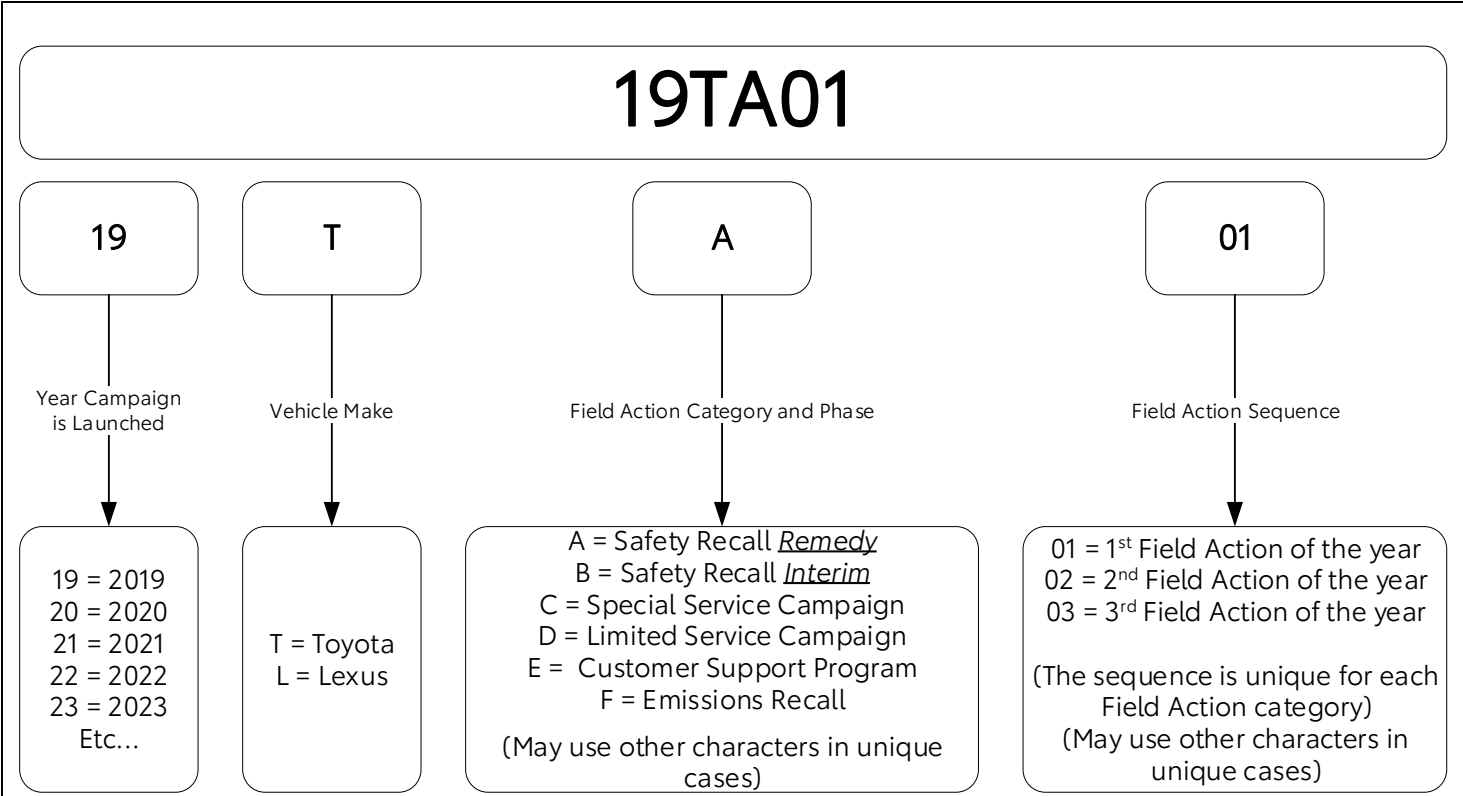 19TA01
19
T
A
01
Year Campaign
is Launched
Vehicle Make
Field Action Category and Phase
Field Action Sequence
19 = 2019
20 = 2020
21 = 2021
22 = 2022
23 = 2023
Etc...
T = Toyota
L = Lexus
A = Safety Recall Remedy
B = Safety Recall Interim
C = Special Service Campaign
D = Limited Service Campaign
E =  Customer Support Program
F = Emissions Recall
(May use other characters in unique
cases)
01 = 1st Field Action of the year
02 = 2nd Field Action of the year
03 = 3rd Field Action of the year
(The sequence is unique for each
Field Action category)
(May use other characters in
unique cases)